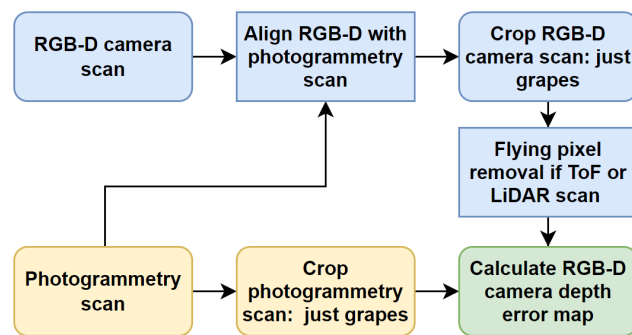 RGB-D camera
scan
Align RGB-D with
photogrammetry
scan
Crop RGB-D
camera scan: just
grapes
Flying pixel
removal if ToF or
LiDAR scan
Photogrammetry
scan
Crop
photogrammetry
scan: just grapes
Calculate RGB-D
camera depth
error map